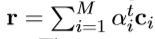 𝐫 = ∑_{i=1}^{M} α_i^t 𝐜_i